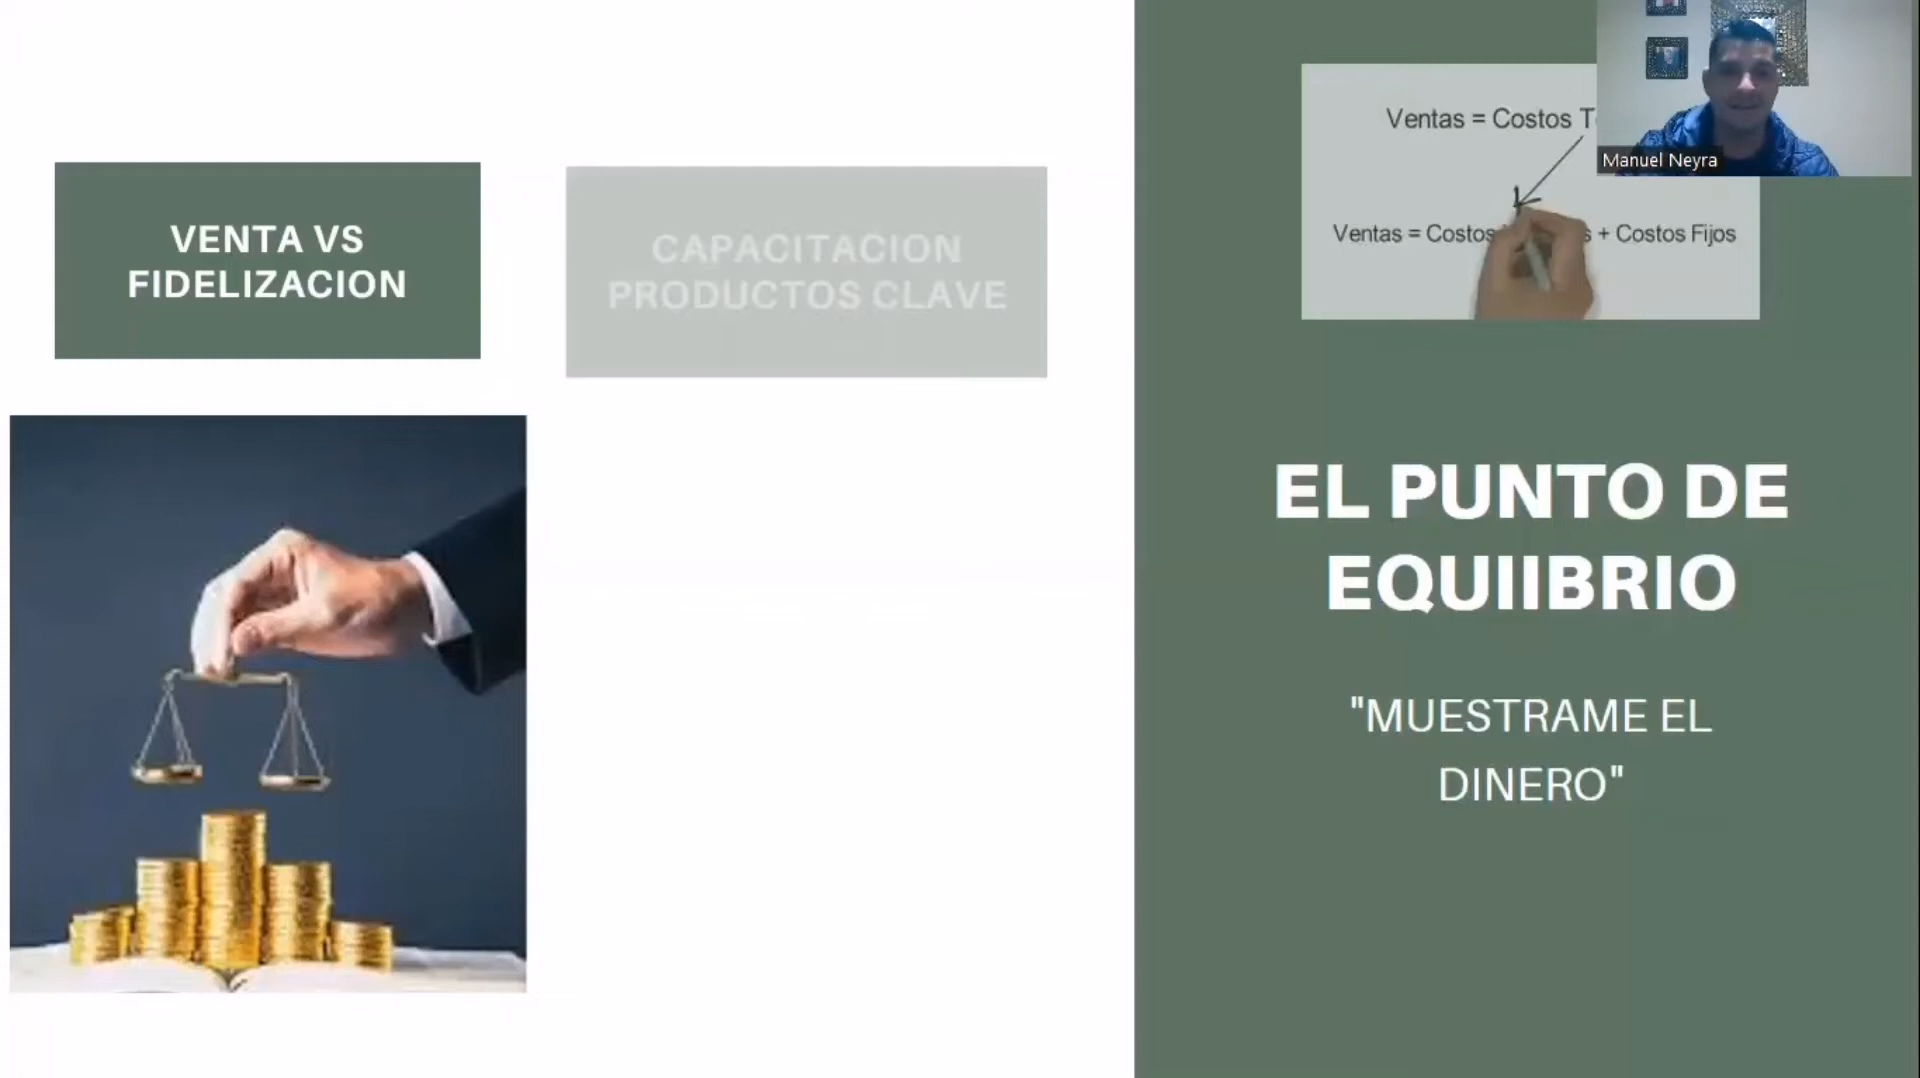 VENTA VS
FIDELIZACION
CAPACITACION
PRODUCTOS CLAVE
Ventas = Costos
Manuel Neyra
Ventas = Costos + Costos Fijos
EL PUNTO DE
EQUIIBRIO
"MUESTRAME EL
DINERO"